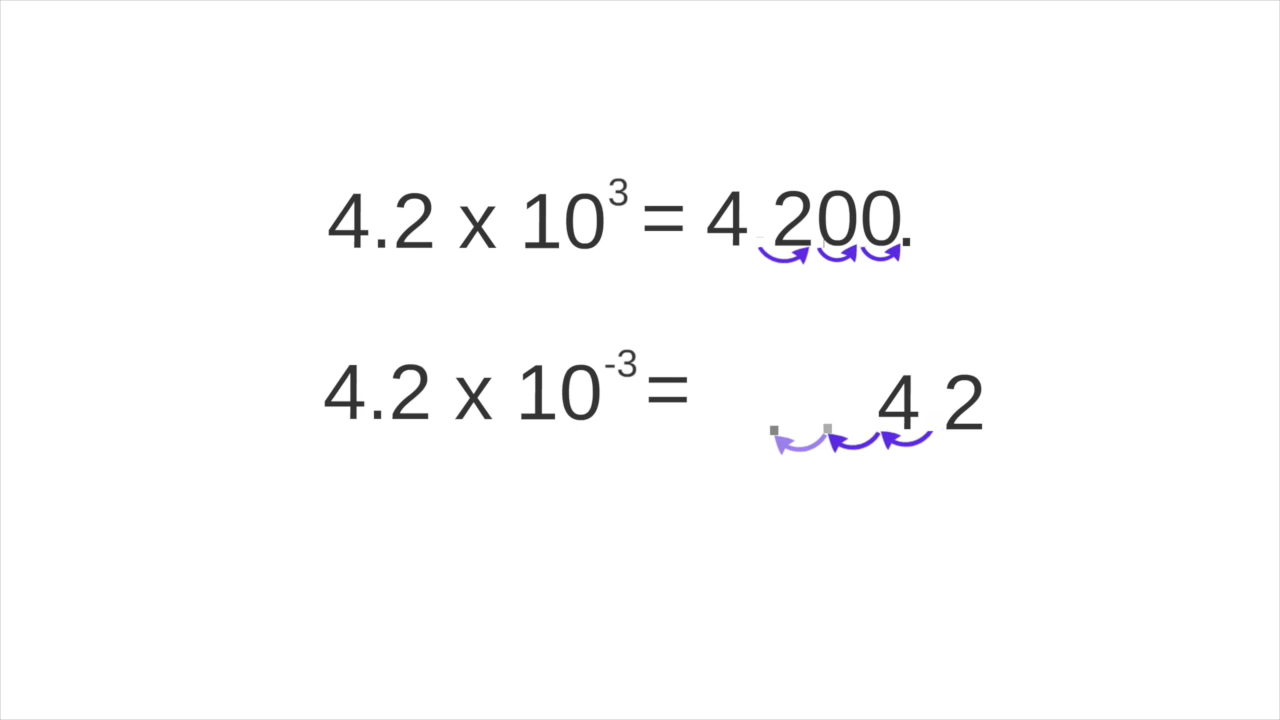 4.2 x 10³ = 4 200.
4.2 x 10⁻³ = . 4 2